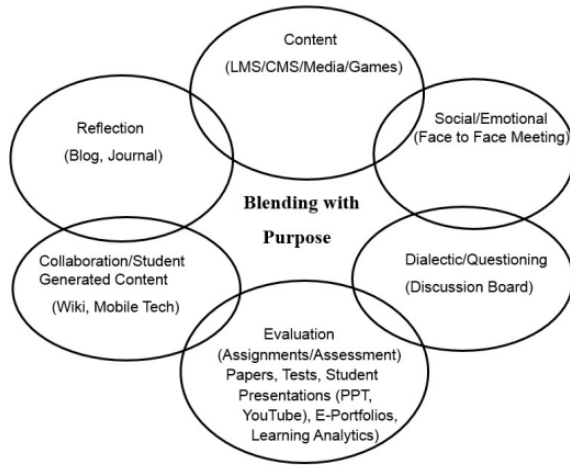 Content
(LMS/CMS/Media/Games)
Social/Emotional
(Face to Face Meeting)
Reflection
(Blog, Journal)
Blending with
Purpose
Collaboration/Student
Generated Content
(Wiki, Mobile Tech)
Dialectic/Questioning
(Discussion Board)
Evaluation
(Assignments/Assessment)
Papers, Tests, Student
Presentations (PPT,
YouTube), E-Portfolios,
Learning Analytics)